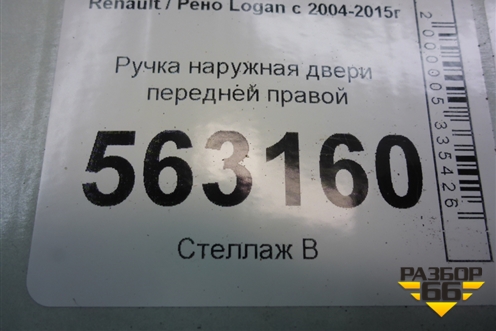 Renault / Рено Logan с 2004-2015г
Ручка наружная двери
передней правой
563160
Стеллаж В
2000005335426
РАЗБОР
66